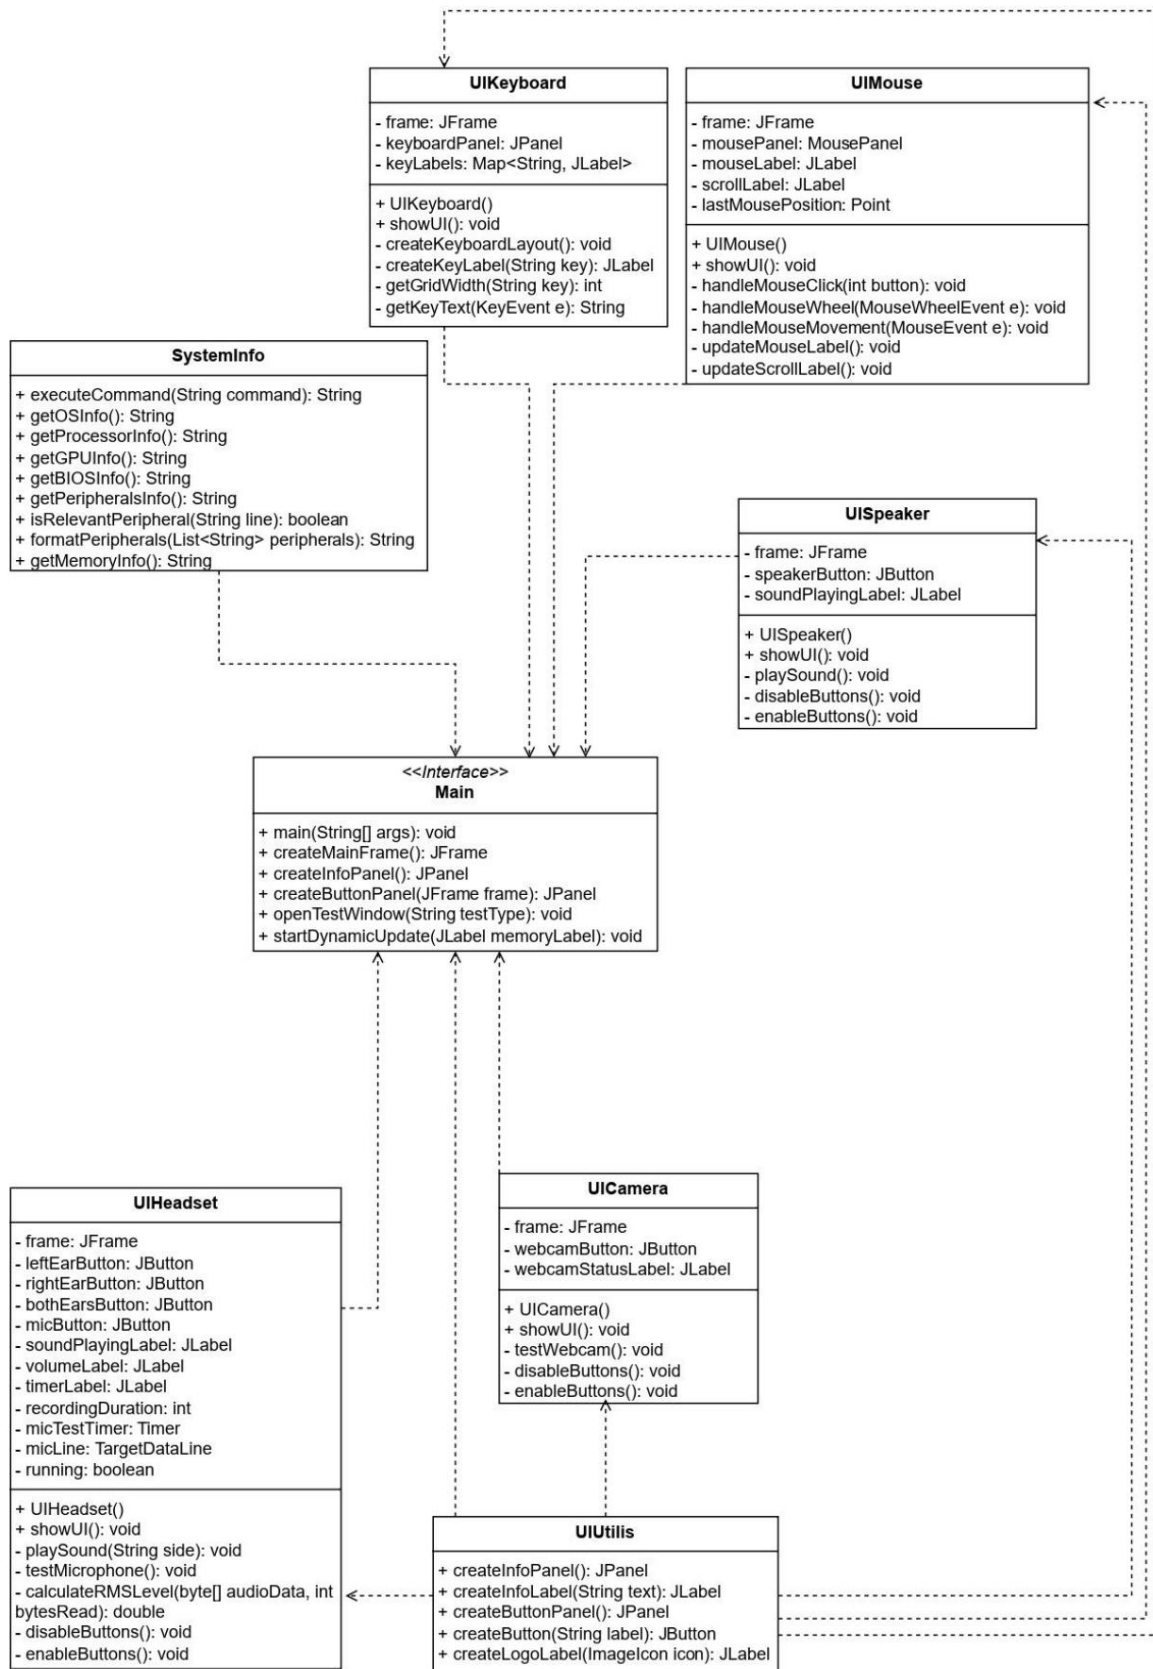 UIKeyboard
- frame: JFrame
- keyboardPanel: JPanel
- keyLabels: Map<String, JLabel>
+ UIKeyboard()
+ showUI(): void
- createKeyboardLayout(): void
- createKeyLabel(String key): JLabel
- getGridWidth(String key): int
- getKeyText(KeyEvent e): String
UIMouse
- frame: JFrame
- mousePanel: MousePanel
- mouseLabel: JLabel
- scrollLabel: JLabel
- lastMousePosition: Point
+ UIMouse()
+ showUI(): void
- handleMouseClick(int button): void
- handleMouseWheel(MouseWheelEvent e): void
- handleMouseMovement(MouseEvent e): void
- updateMouseLabel(): void
- updateScrollLabel(): void
SystemInfo
+ executeCommand(String command): String
+ getOSInfo(): String
+ getProcessorInfo(): String
+ getGPUInfo(): String
+ getBIOSInfo(): String
+ getPeripheralsInfo(): String
+ isRelevantPeripheral(String line): boolean
+ formatPeripherals(List<String> peripherals): String
+ getMemoryInfo(): String
UISpeaker
- frame: JFrame
- speakerButton: JButton
- soundPlayingLabel: JLabel
+ UISpeaker()
+ showUI(): void
- playSound(): void
- disableButtons(): void
- enableButtons(): void
<<Interface>>
Main
+ main(String[] args): void
+ createMainFrame(): JFrame
+ createInfoPanel(): JPanel
+ createButtonPanel(JFrame frame): JPanel
+ openTestWindow(String testType): void
+ startDynamicUpdate(JLabel memoryLabel): void
UIHeadset
- frame: JFrame
- leftEarButton: JButton
- rightEarButton: JButton
- bothEarsButton: JButton
- micButton: JButton
- soundPlayingLabel: JLabel
- volumeLabel: JLabel
- timerLabel: JLabel
- recordingDuration: int
- micTestTimer: Timer
- micLine: TargetDataLine
- running: boolean
+ UIHeadset()
+ showUI(): void
- playSound(String side): void
- testMicrophone(): void
- calculateRMSLevel(byte[] audioData, int
bytesRead): double
- disableButtons(): void
- enableButtons(): void
UICamera
- frame: JFrame
- webcamButton: JButton
- webcamStatusLabel: JLabel
+ UICamera()
+ showUI(): void
- testWebcam(): void
- disableButtons(): void
- enableButtons(): void
UIUtilis
+ createInfoPanel(): JPanel
+ createInfoLabel(String text): JLabel
+ createButtonPanel(): JPanel
+ createButton(String label): JButton
+ createLogoLabel(ImageIcon icon): JLabel